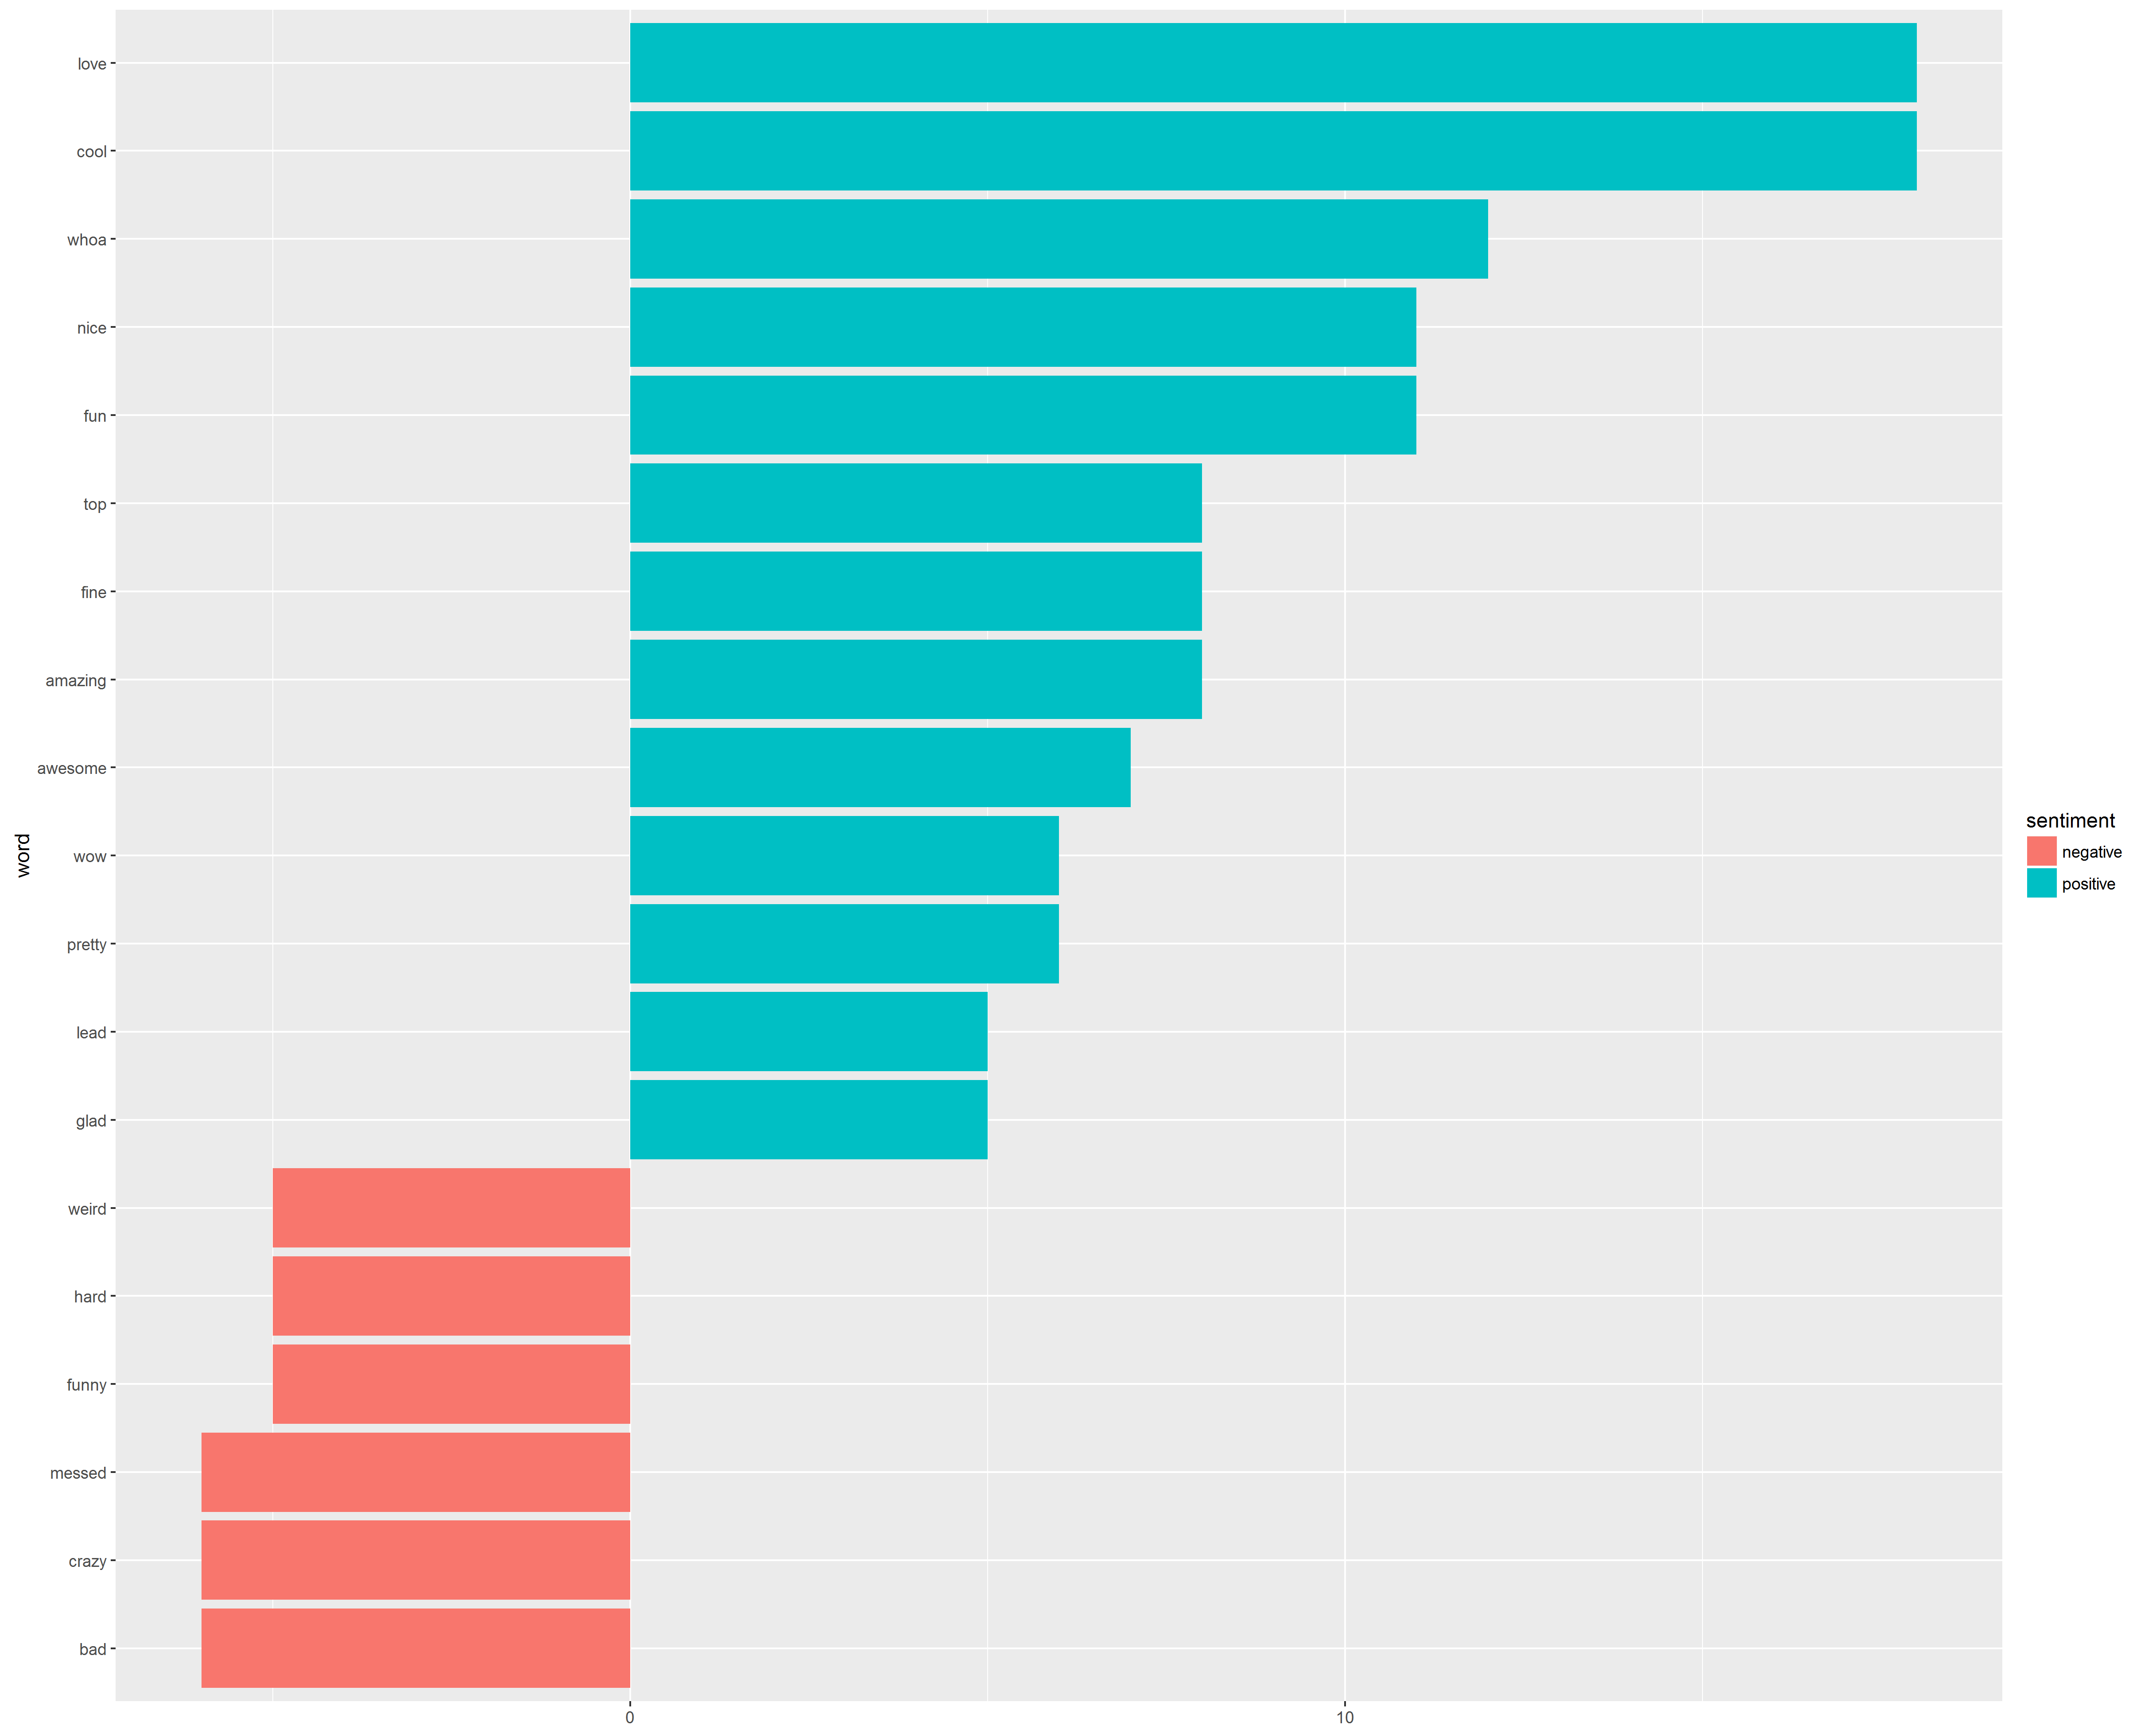 love
cool
whoa
nice
fun
top
fine
amazing
awesome
wow
pretty
lead
glad
weird
hard
funny
messed
crazy
bad
word
0
10
sentiment
negative
positive